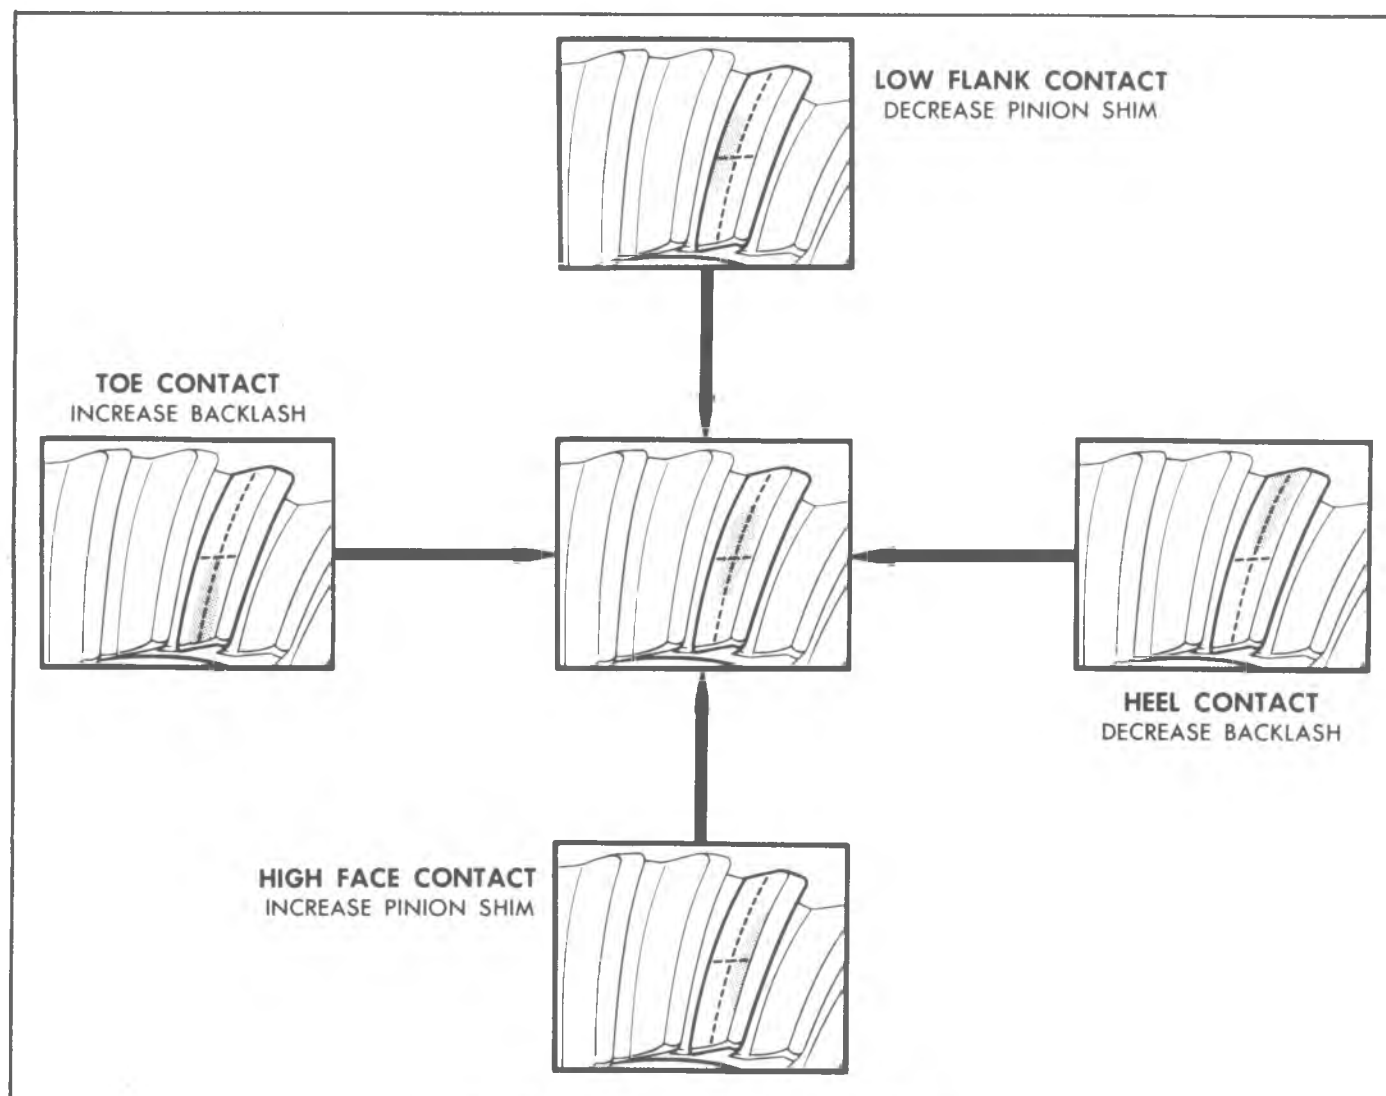 LOW FLANK CONTACT
DECREASE PINION SHIM
TOE CONTACT
INCREASE BACKLASH
HEEL CONTACT
DECREASE BACKLASH
HIGH FACE CONTACT
INCREASE PINION SHIM